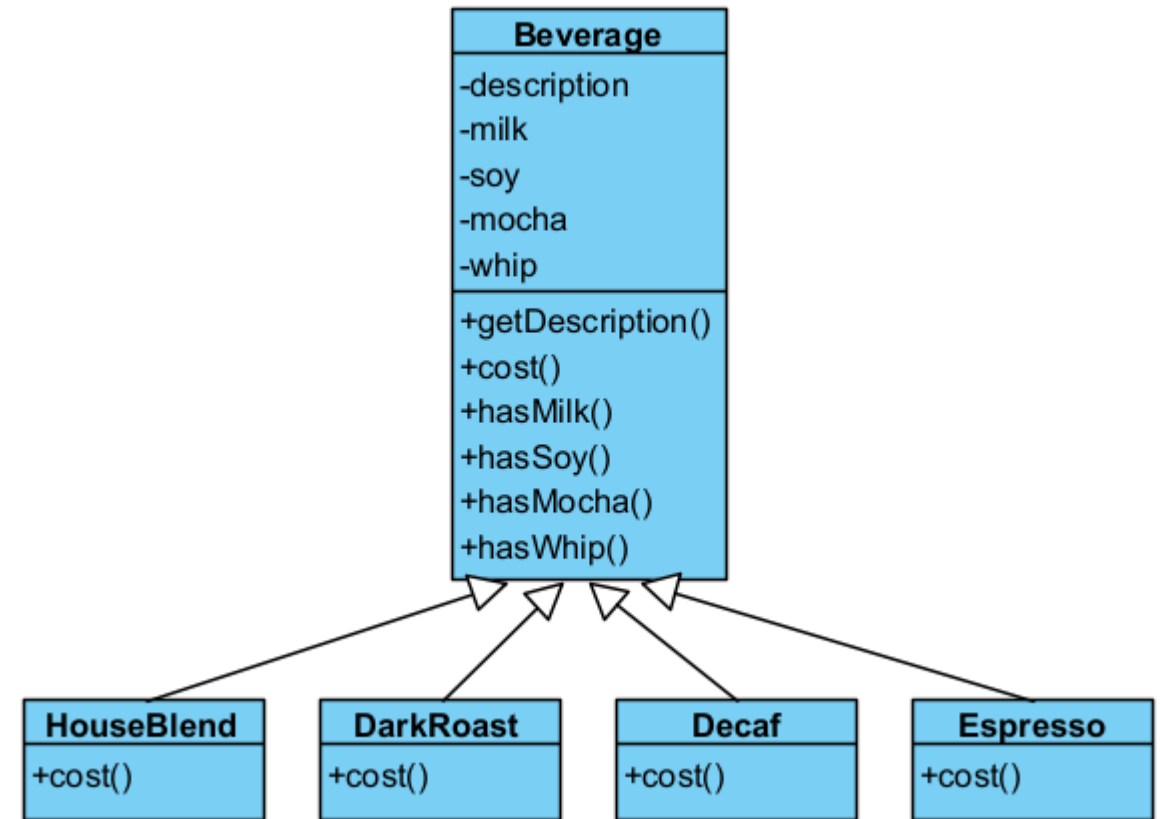 Beverage
-description
-milk
-soy
-mocha
-whip
+getDescription()
+cost()
+hasMilk()
+hasSoy()
+hasMocha()
+hasWhip()
HouseBlend
+cost()
DarkRoast
+cost()
Decaf
+cost()
Espresso
+cost()